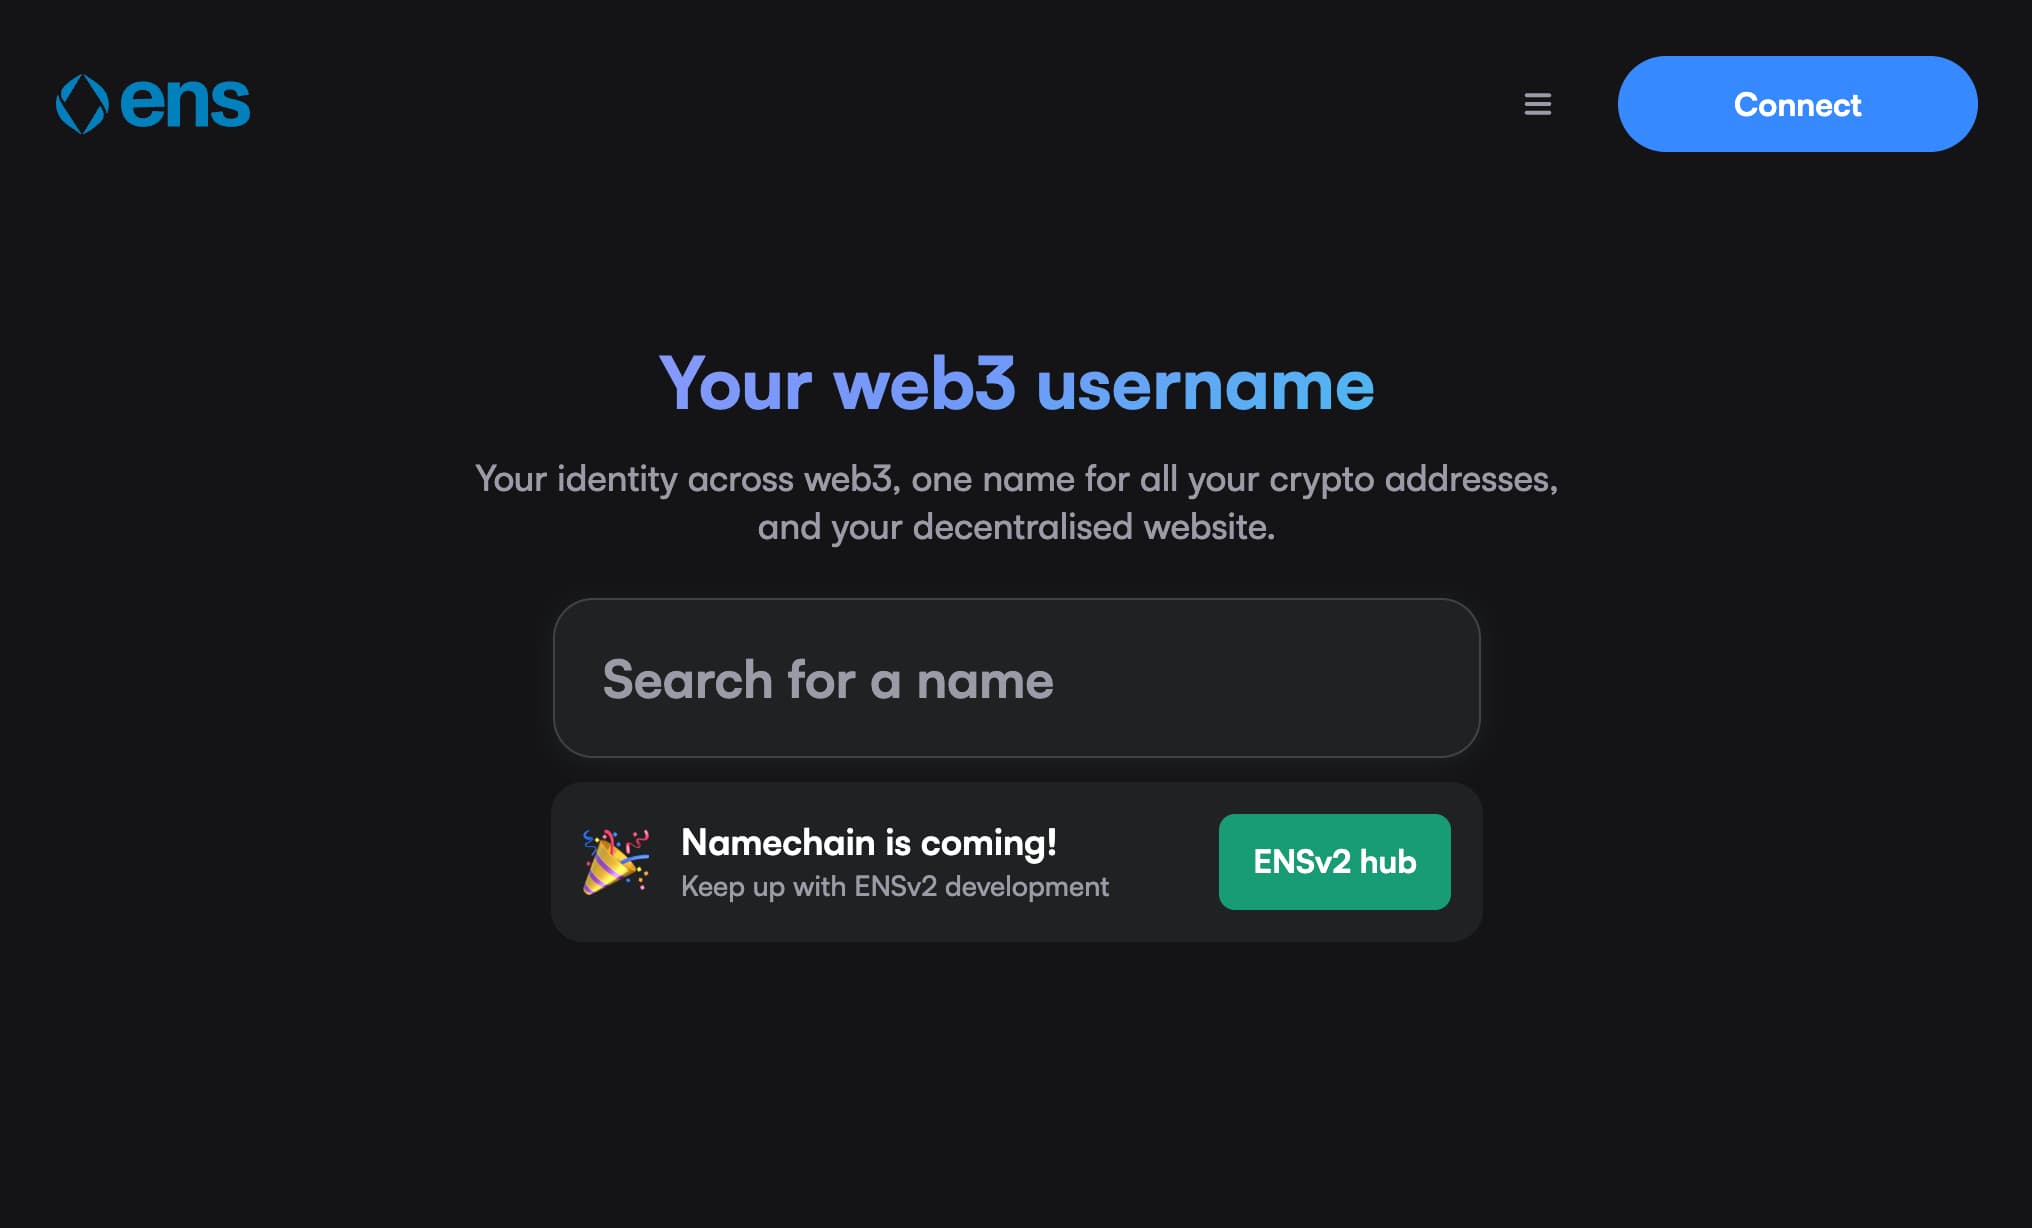 ens
Connect
Your web3 username
Your identity across web3, one name for all your crypto addresses,
and your decentralised website.
Search for a name
Namechain is coming!
Keep up with ENSv2 development
ENSv2 hub